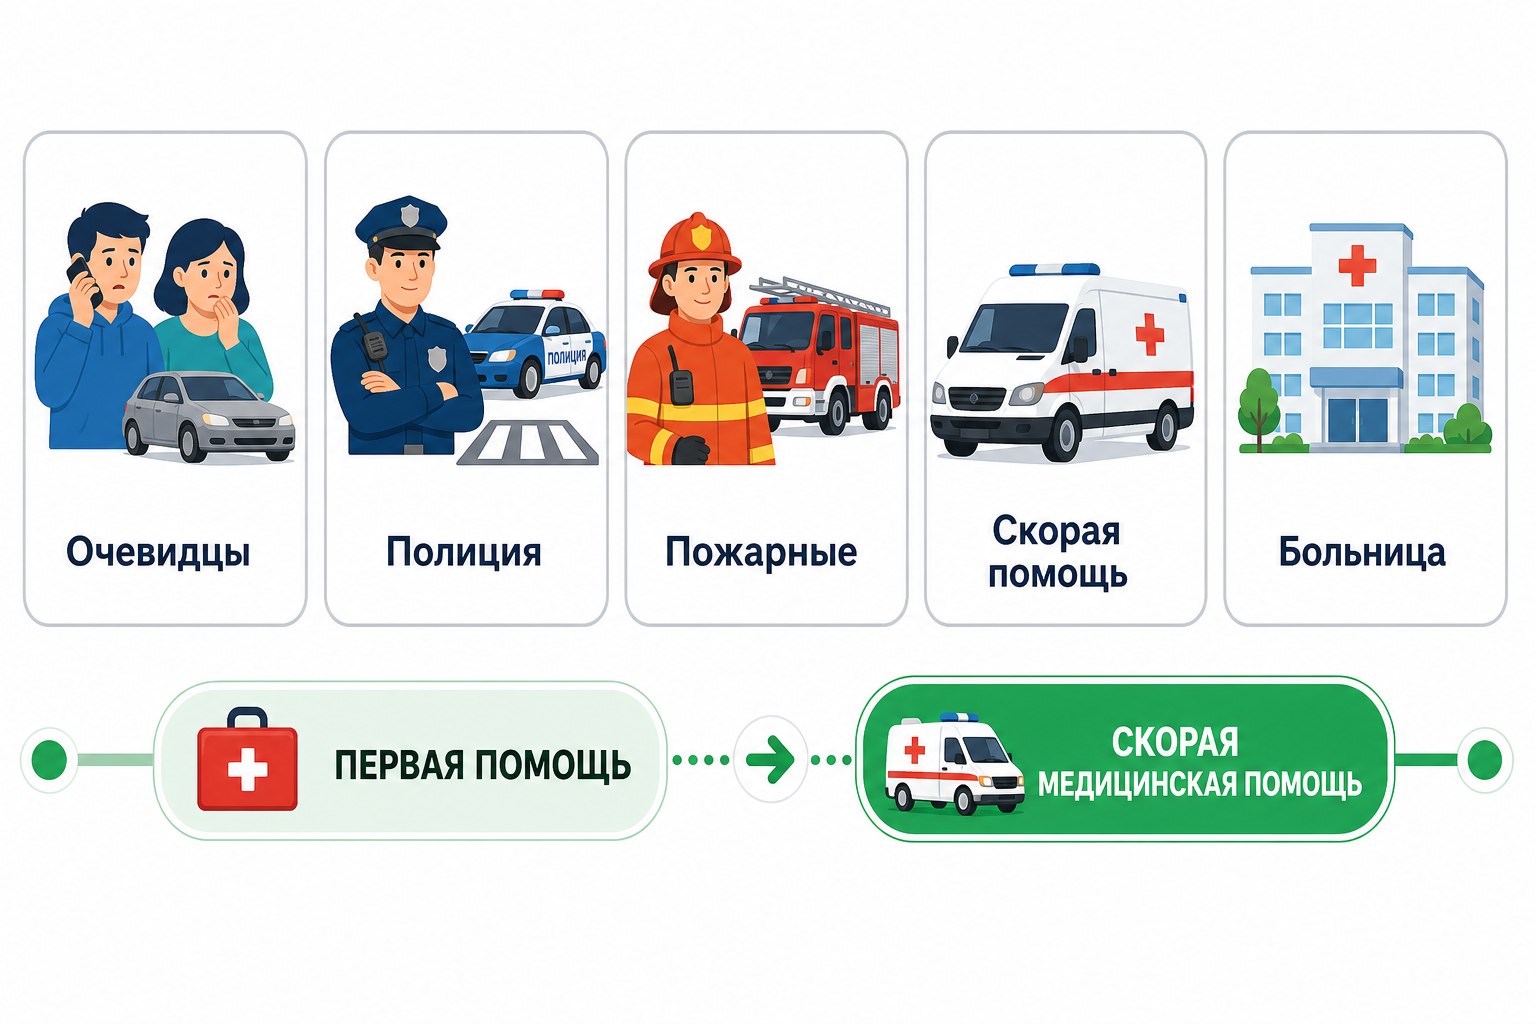 ПОЛИЦИЯ
Очевидцы
Полиция
Пожарные
Скорая
помощь
Больница
ПЕРВАЯ ПОМОЩЬ
СКОРАЯ
МЕДИЦИНСКАЯ ПОМОЩЬ